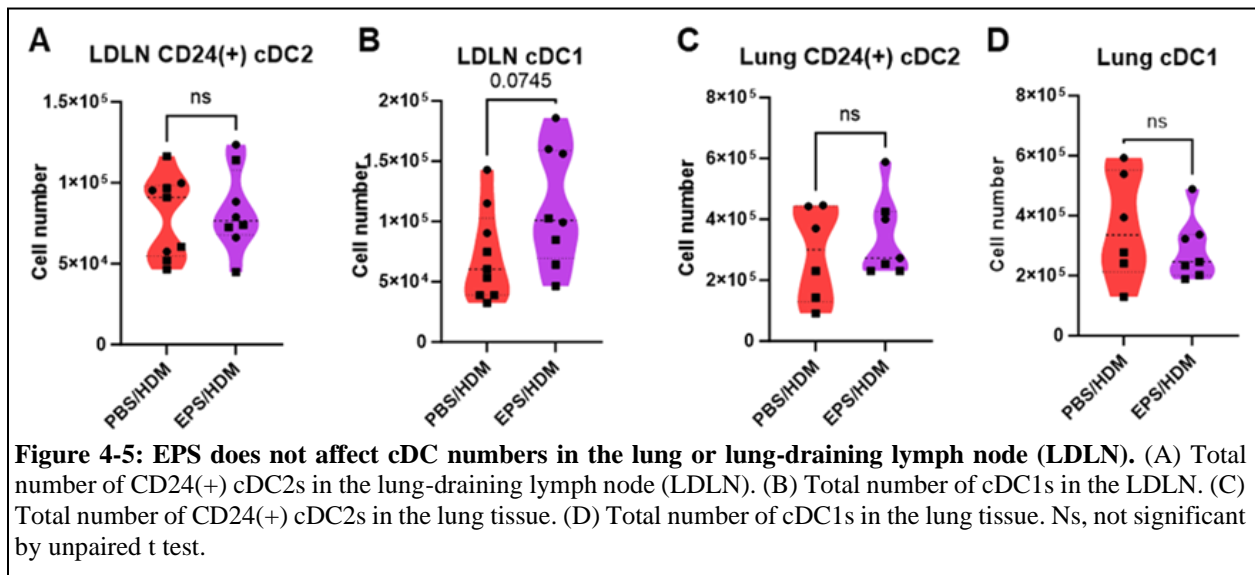 A
LDLN CD24(+) cDC2
1.5×10⁵
1×10⁵
5×10⁴
0
Cell number
ns
PBS/HDM
EPS/HDM
B
LDLN cDC1
0.0745
2×10⁵
1.5×10⁵
1×10⁵
5×10⁴
0
Cell number
PBS/HDM
EPS/HDM
C
Lung CD24(+) cDC2
8×10⁵
6×10⁵
4×10⁵
2×10⁵
0
Cell number
ns
PBS/HDM
EPS/HDM
D
Lung cDC1
8×10⁵
6×10⁵
4×10⁵
2×10⁵
0
Cell number
ns
PBS/HDM
EPS/HDM
Figure 4-5: EPS does not affect cDC numbers in the lung or lung-draining lymph node (LDLN). (A) Total
number of CD24(+) cDC2s in the lung-draining lymph node (LDLN). (B) Total number of cDC1s in the LDLN. (C)
Total number of CD24(+) cDC2s in the lung tissue. (D) Total number of cDC1s in the lung tissue. Ns, not significant
by unpaired t test.